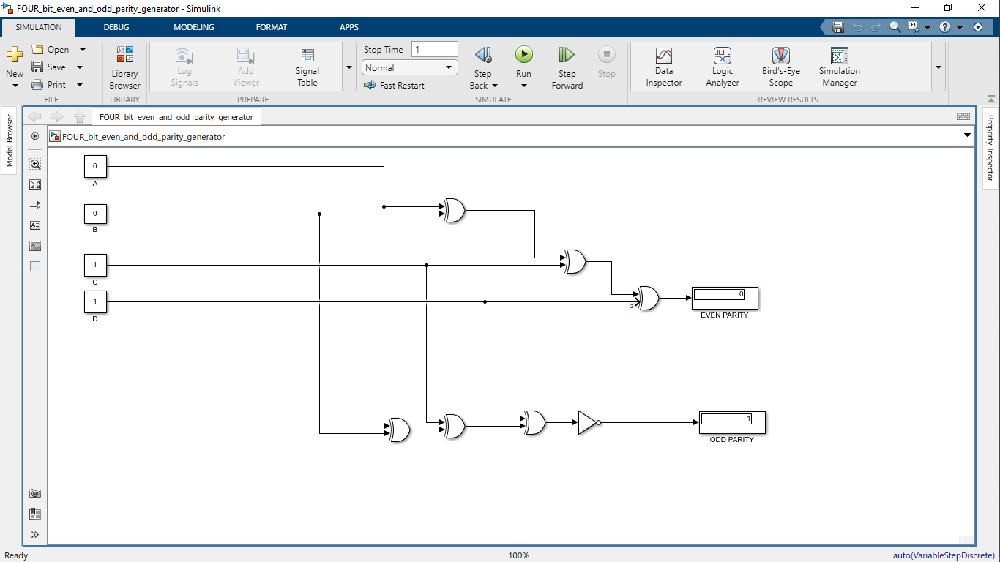 FOUR_bit_even_and_odd_parity_generator - Simulink
SIMULATION DEBUG MODELING FORMAT APPS
New
Open
Save
Print
FILE
Library
Browser
LIBRARY
Log
Signals
Add
Viewer
Signal
Table
PREPARE
Stop Time 1
Normal
Fast Restart
Step
Back
Run
Step
Forward
Stop
SIMULATE
Data
Inspector
Logic
Analyzer
Bird's-Eye
Scope
Simulation
Manager
REVIEW RESULTS
Model Browser
FOUR_bit_even_and_odd_parity_generator
FOUR_bit_even_and_odd_parity_generator
Property Inspector
0
A
0
B
1
C
1
D
2
0
EVEN PARITY
1
ODD PARITY
Ready
100%
auto(VariableStepDiscrete)